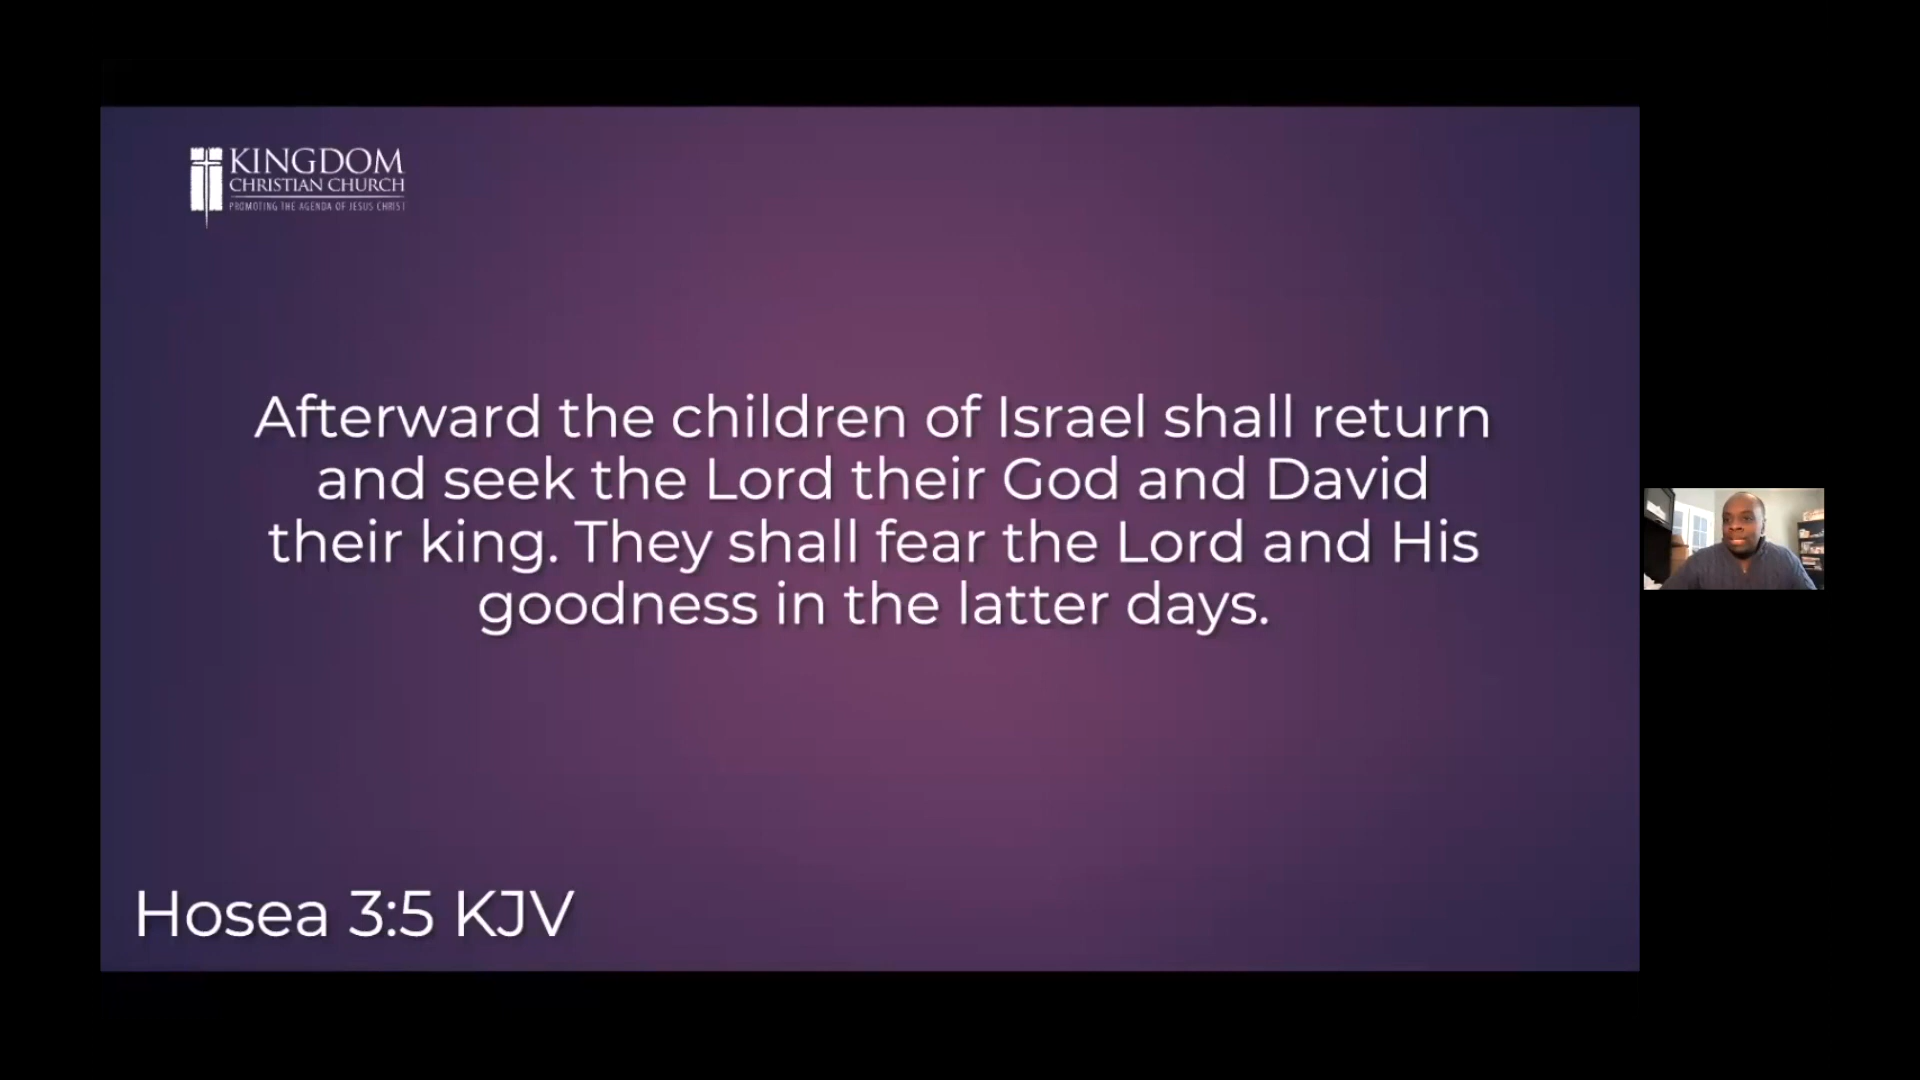 KINGDOM
CHRISTIAN CHURCH
PROMOTING THE AGENDA OF JESUS CHRIST
Afterward the children of Israel shall return
and seek the Lord their God and David
their king. They shall fear the Lord and His
goodness in the latter days.
Hosea 3:5 KJV